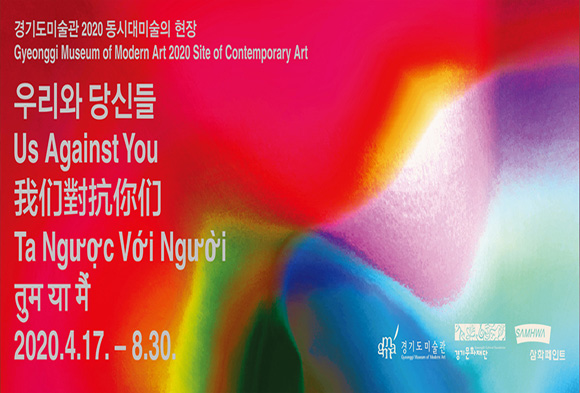 경기도미술관 2020 동시대미술의 현장
Gyeonggi Museum of Modern Art 2020 Site of Contemporary Art
우리와 당신들
Us Against You
我们對抗你们
Ta Ngược Với Người
तुम या मैं
2020.4.17. – 8.30.
경기도미술관
Gyeonggi Museum of Modern Art
경기문화재단
SAMHWA
삼화페인트